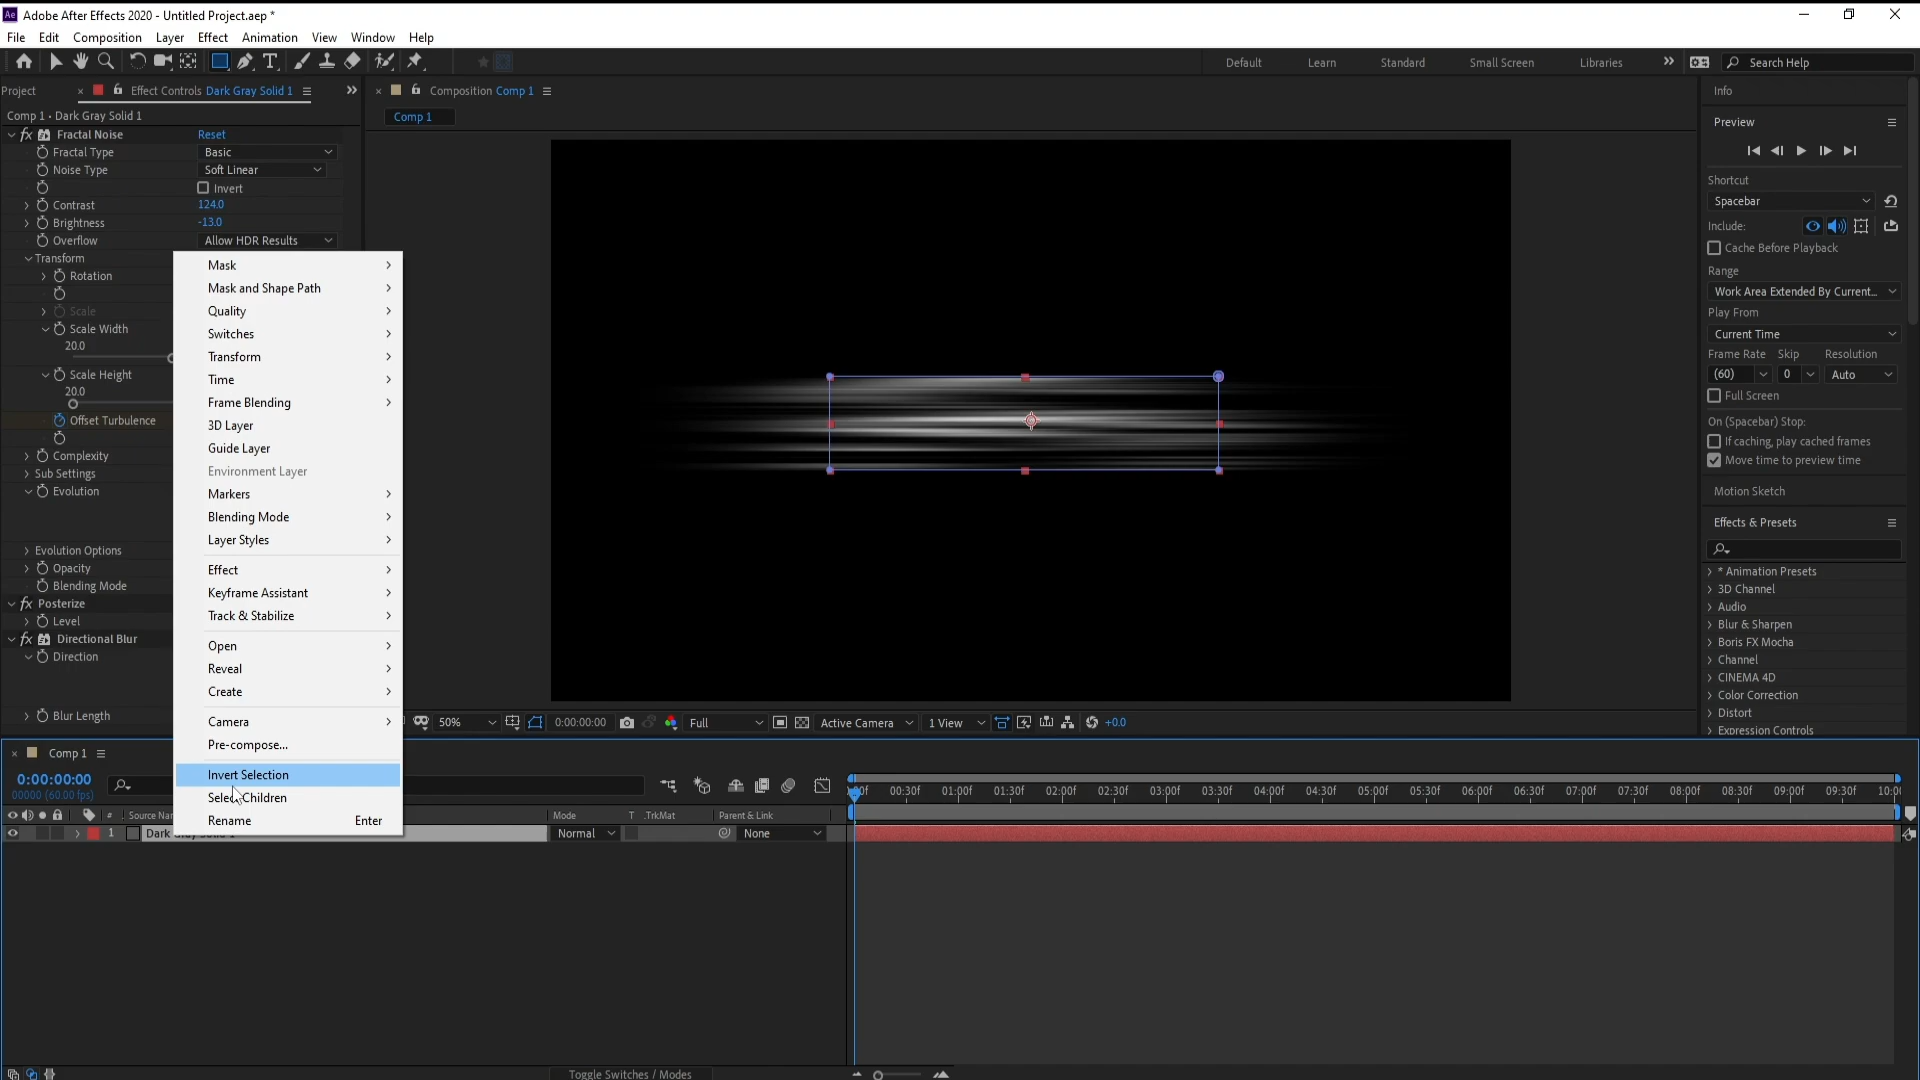 Ae Adobe After Effects 2020 - Untitled Project.aep *
File Edit Composition Layer Effect Animation View Window Help
Default Learn Standard Small Screen Libraries Search Help
Project Effect Controls Dark Gray Solid 1
Composition Comp 1
Comp 1 • Dark Gray Solid 1
Comp 1
fx Fractal Noise Reset
Fractal Type Basic
Noise Type Soft Linear
Invert
Contrast 124.0
Brightness -13.0
Overflow Allow HDR Results
Transform
Rotation
Scale
Scale Width
20.0
Scale Height
20.0
Offset Turbulence
Complexity
Sub Settings
Evolution
Evolution Options
Opacity
Blending Mode
fx Posterize
Level
fx Directional Blur
Direction
Blur Length
Mask
Mask and Shape Path
Quality
Switches
Transform
Time
Frame Blending
3D Layer
Guide Layer
Environment Layer
Markers
Blending Mode
Layer Styles
Effect
Keyframe Assistant
Track & Stabilize
Open
Reveal
Create
Camera
Pre-compose...
Invert Selection
Select Children
Rename Enter
50% 0:00:00:00 Full Active Camera 1 View +0.0
Info
Preview
Shortcut
Spacebar
Include:
Cache Before Playback
Range
Work Area Extended By Current...
Play From
Current Time
Frame Rate Skip Resolution
(60) 0 Auto
Full Screen
On (Spacebar) Stop:
If caching, play cached frames
Move time to preview time
Motion Sketch
Effects & Presets
* Animation Presets
3D Channel
Audio
Blur & Sharpen
Boris FX Mocha
Channel
CINEMA 4D
Color Correction
Distort
Expression Controls
Comp 1
0:00:00:00
00000 (60.00 fps)
00:30f 01:00f 01:30f 02:00f 02:30f 03:00f 03:30f 04:00f 04:30f 05:00f 05:30f 06:00f 06:30f 07:00f 07:30f 08:00f 08:30f 09:00f 09:30f
# Source Mode T .TrkMat Parent & Link
1 Dark Gray Solid 1 Normal None
Toggle Switches / Modes